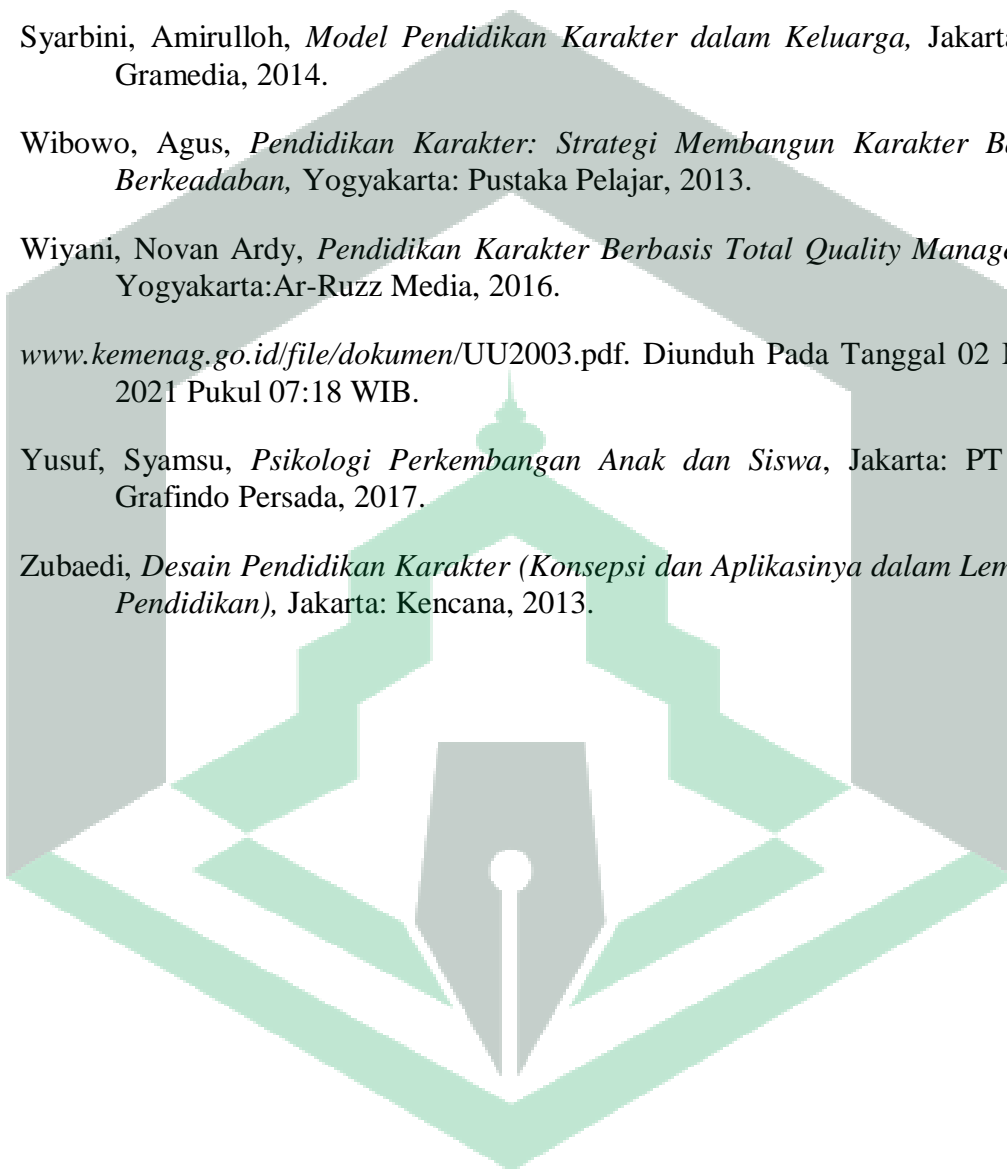 Syarbini, Amirulloh, Model Pendidikan Karakter dalam Keluarga, Jakarta
Gramedia, 2014.
Wibowo, Agus, Pendidikan Karakter: Strategi Membangun Karakter
Berkeadaban, Yogyakarta: Pustaka Pelajar, 2013.
Wiyani, Novan Ardy, Pendidikan Karakter Berbasis Total Quality
Yogyakarta:Ar-Ruzz Media, 2016.
www.kemenag.go.id/file/dokumen/UU2003.pdf. Diunduh Pada Tanggal 02
2021 Pukul 07:18 WIB.
Yusuf, Syamsu, Psikologi Perkembangan Anak dan Siswa, Jakarta: PT
Grafindo Persada, 2017.
Zubaedi, Desain Pendidikan Karakter (Konsepsi dan Aplikasinya dalam
Pendidikan), Jakarta: Kencana, 2013.